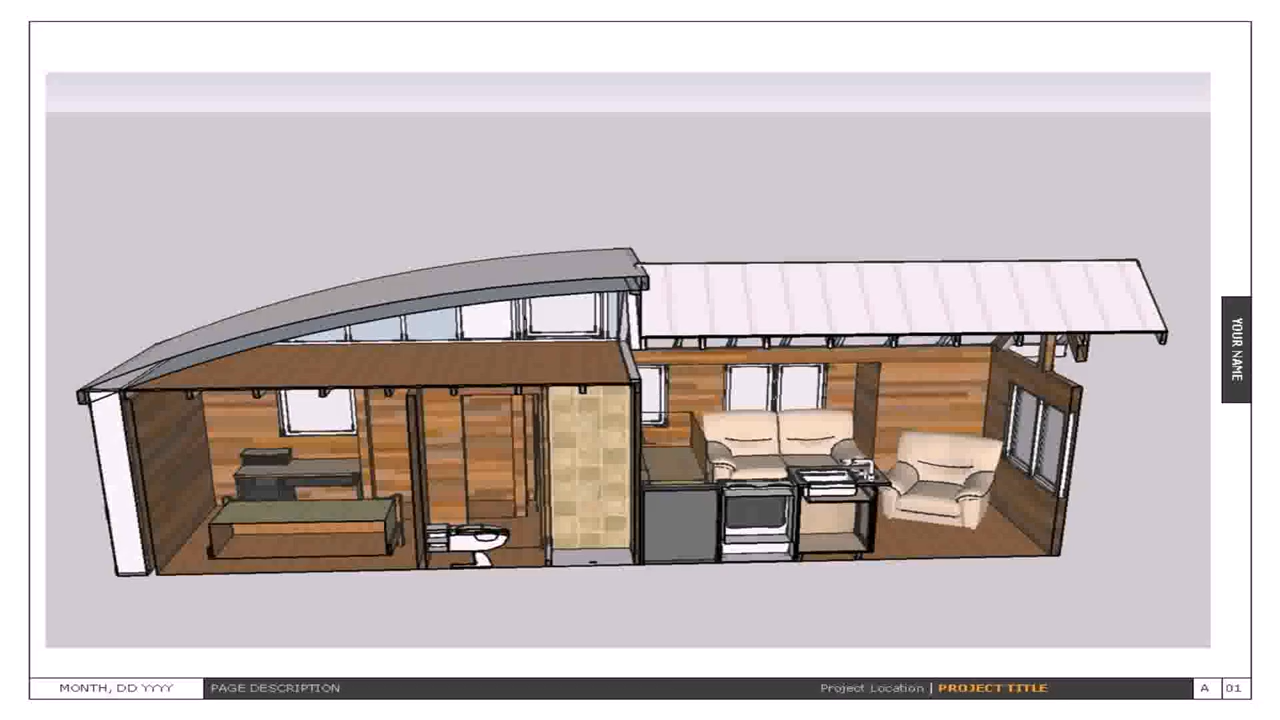 YOUR NAME
MONTH, DD YYYY
PAGE DESCRIPTION
Project Location | PROJECT TITLE
A 01